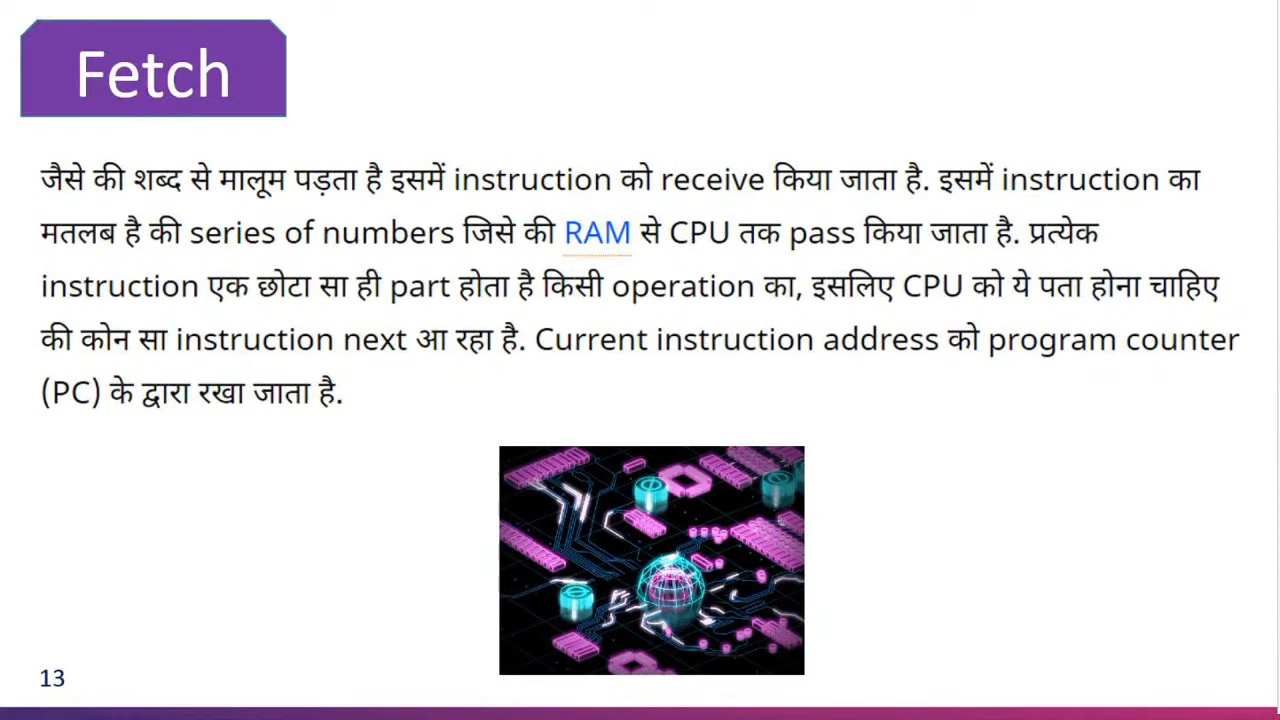 Fetch
जैसे की शब्द से मालूम पड़ता है इसमें instruction को receive किया जाता है. इसमें instruction का
मतलब है की series of numbers जिसे की RAM से CPU तक pass किया जाता है. प्रत्येक
instruction एक छोटा सा ही part होता है किसी operation का, इसलिए CPU को ये पता होना चाहिए
की कोन सा instruction next आ रहा है. Current instruction address को program counter
(PC) के द्वारा रखा जाता है.
13